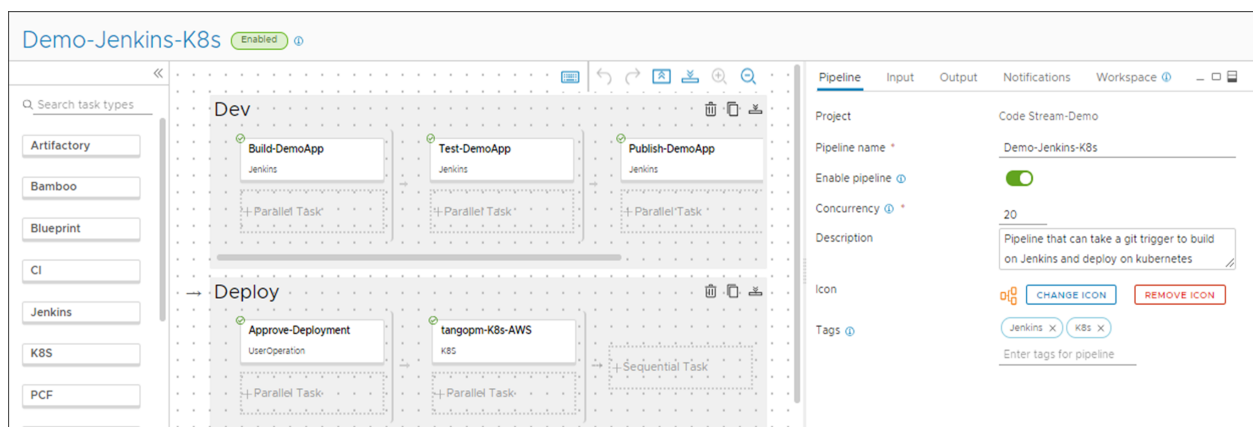 Demo-Jenkins-K8s Enabled
Search task types
Artifactory
Bamboo
Blueprint
CI
Jenkins
K8S
PCF
Dev
Build-DemoApp
Jenkins
+ Parallel Task
Test-DemoApp
Jenkins
+ Parallel Task
Publish-DemoApp
Jenkins
+ Parallel Task
Deploy
Approve-Deployment
UserOperation
+ Parallel Task
tangopm-K8s-AWS
K8S
+ Parallel Task
+ Sequential Task
Pipeline Input Output Notifications Workspace
Project Code Stream-Demo
Pipeline name * Demo-Jenkins-K8s
Enable pipeline
Concurrency * 20
Description Pipeline that can take a git trigger to build
on Jenkins and deploy on kubernetes
Icon CHANGE ICON REMOVE ICON
Tags Jenkins K8s
Enter tags for pipeline